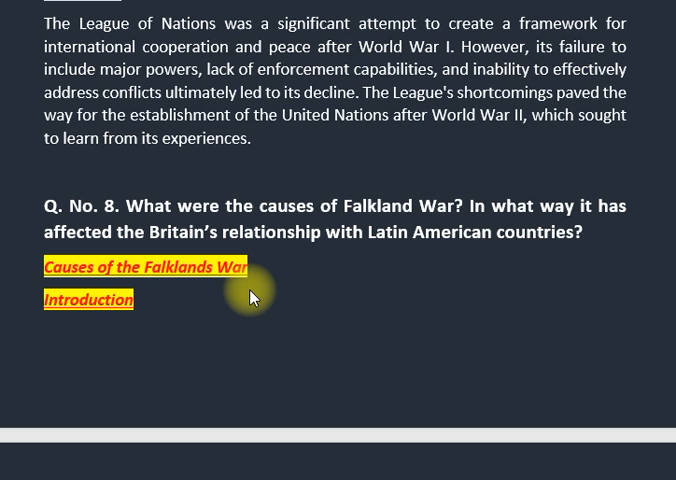 The League of Nations was a significant attempt to create a framework for
international cooperation and peace after World War I. However, its failure to
include major powers, lack of enforcement capabilities, and inability to effectively
address conflicts ultimately led to its decline. The League's shortcomings paved the
way for the establishment of the United Nations after World War II, which sought
to learn from its experiences.
Q. No. 8. What were the causes of Falkland War? In what way it has
affected the Britain’s relationship with Latin American countries?
Causes of the Falklands War
Introduction